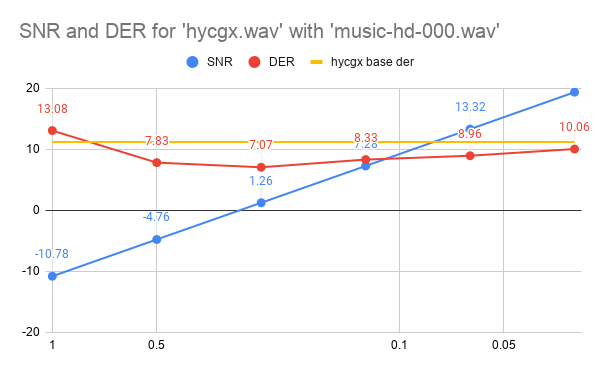 SNR and DER for 'hycgx.wav' with 'music-hd-000.wav'
SNR DER hycgx base der
20
13.08
13.32
7.83 7.07 8.33 8.96 10.06
7.28
10
1.26
-4.76
0
-10.78
-10
-20
1 0.5 0.1 0.05